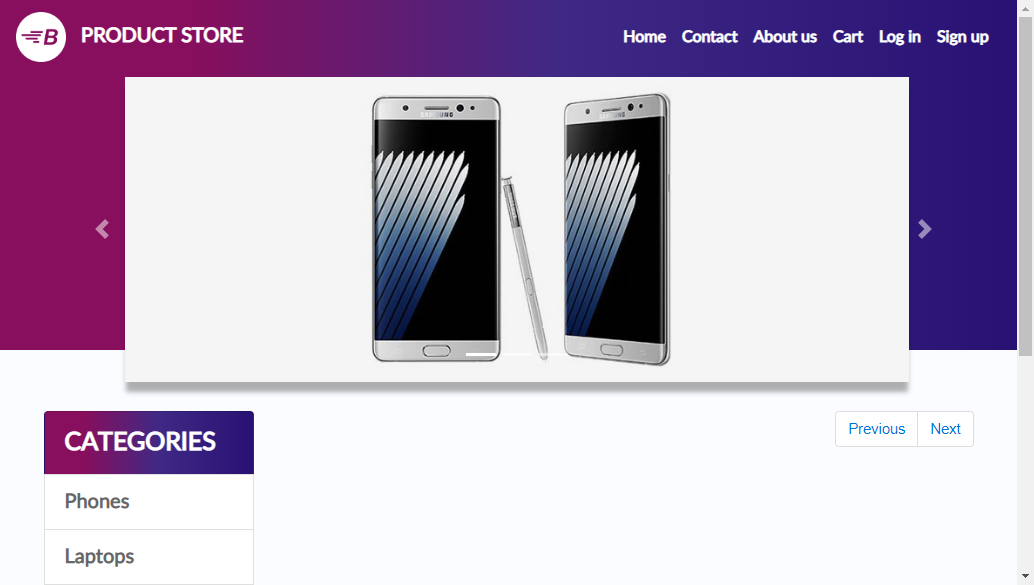 B PRODUCT STORE
Home Contact About us Cart Log in Sign up
SAMSUNG
SAMSUNG
CATEGORIES
Previous Next
Phones
Laptops